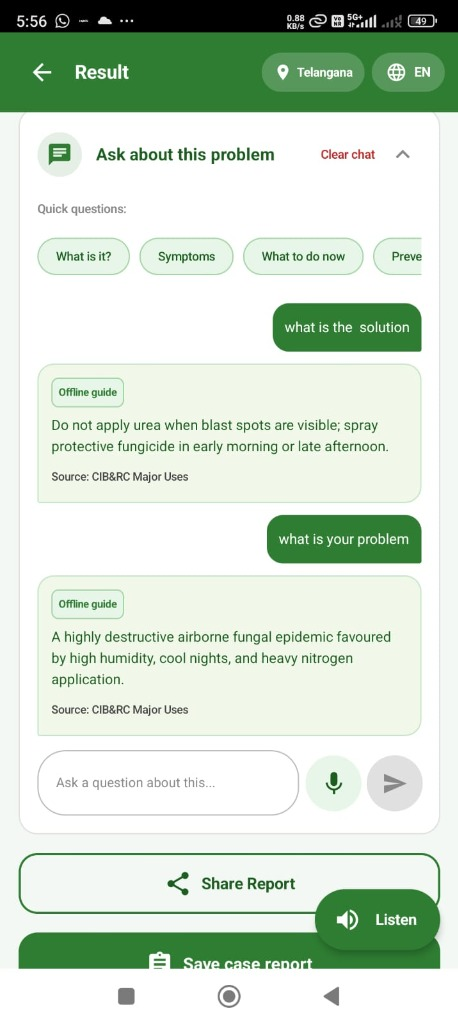 5:56
0.88 KB/s
5G+
49
Result
Telangana
EN
Ask about this problem
Clear chat
Quick questions:
What is it?
Symptoms
What to do now
Preve
what is the  solution
Offline guide
Do not apply urea when blast spots are visible; spray
protective fungicide in early morning or late afternoon.
Source: CIB&RC Major Uses
what is your problem
Offline guide
A highly destructive airborne fungal epidemic favoured
by high humidity, cool nights, and heavy nitrogen
application.
Source: CIB&RC Major Uses
Ask a question about this...
Share Report
Listen
Save case report